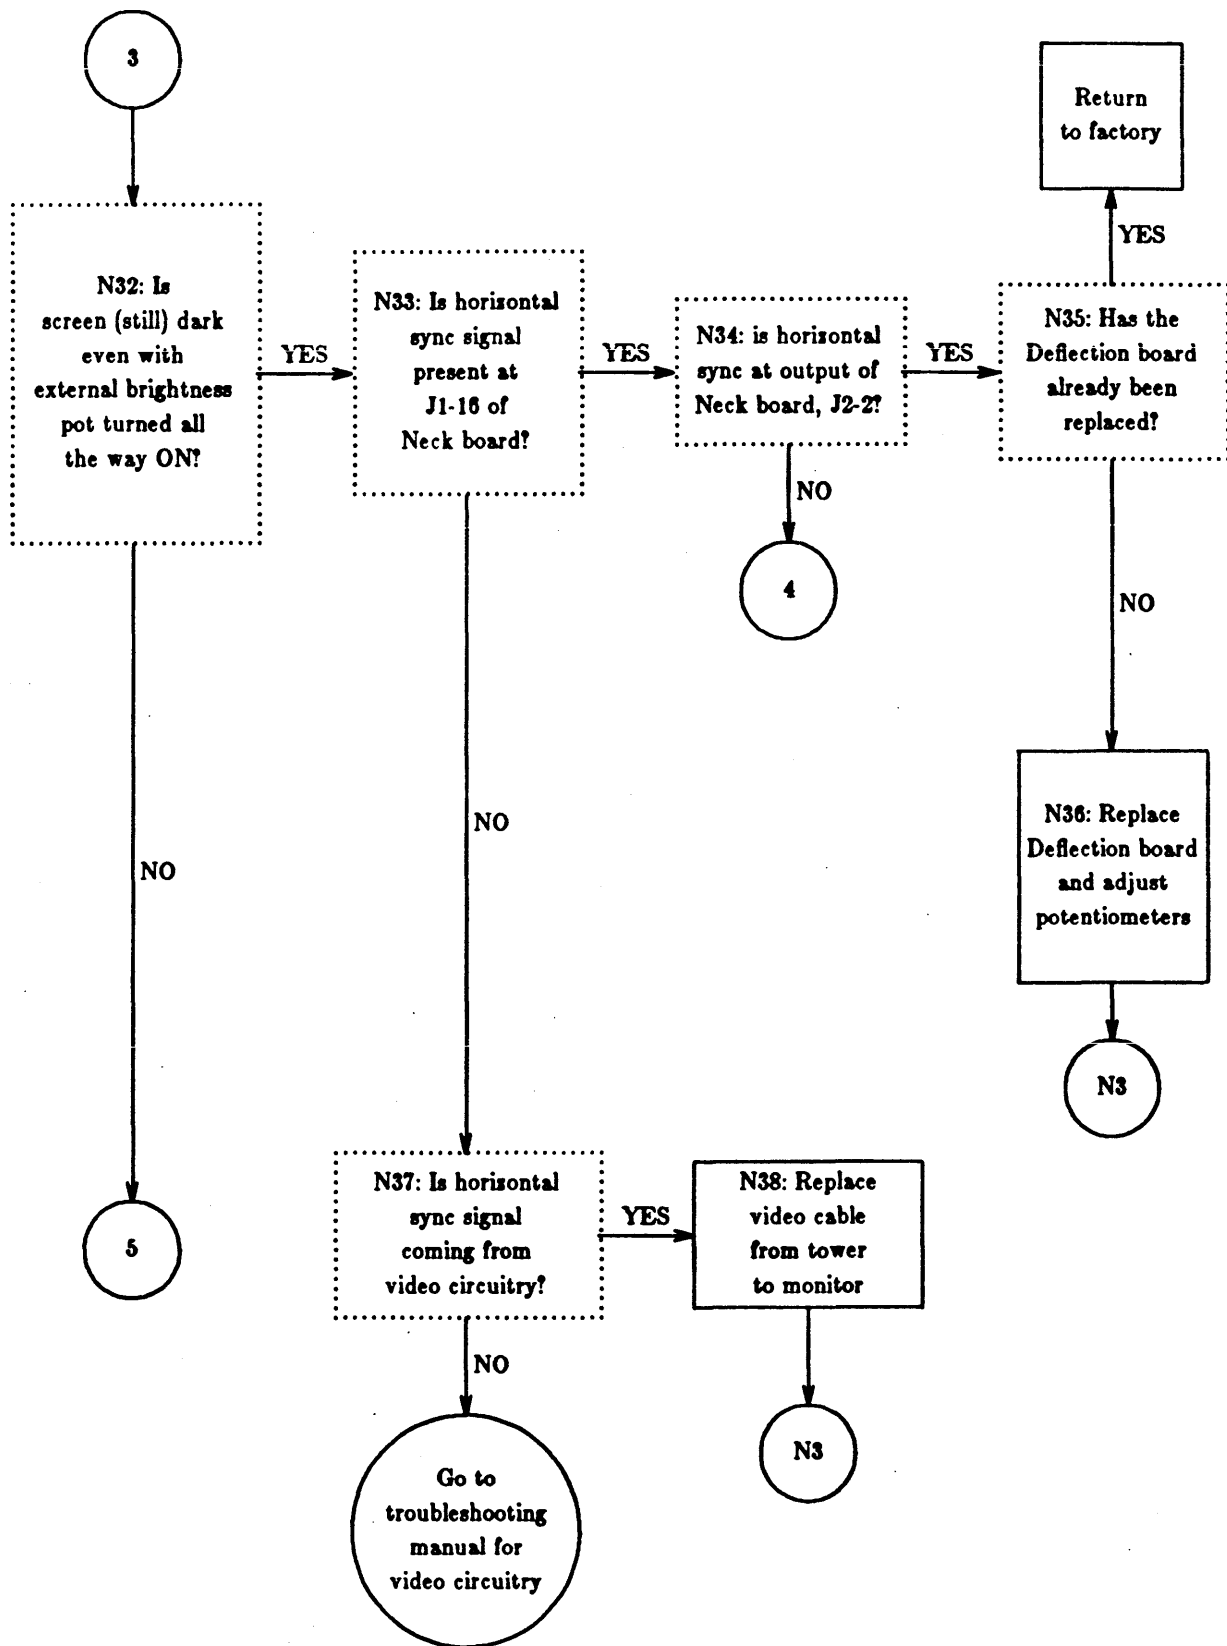 3
Return
to factory
YES
N32: Is
screen (still) dark
even with
external brightness
pot turned all
the way ON?
YES
N33: Is horizontal
sync signal
present at
J1-16 of
Neck board?
YES
N34: is horizontal
sync at output of
Neck board, J2-2?
YES
N35: Has the
Deflection board
already been
replaced?
NO
4
NO
NO
NO
N36: Replace
Deflection board
and adjust
potentiometers
N3
5
N37: Is horizontal
sync signal
coming from
video circuitry?
YES
N38: Replace
video cable
from tower
to monitor
NO
N3
Go to
troubleshooting
manual for
video circuitry